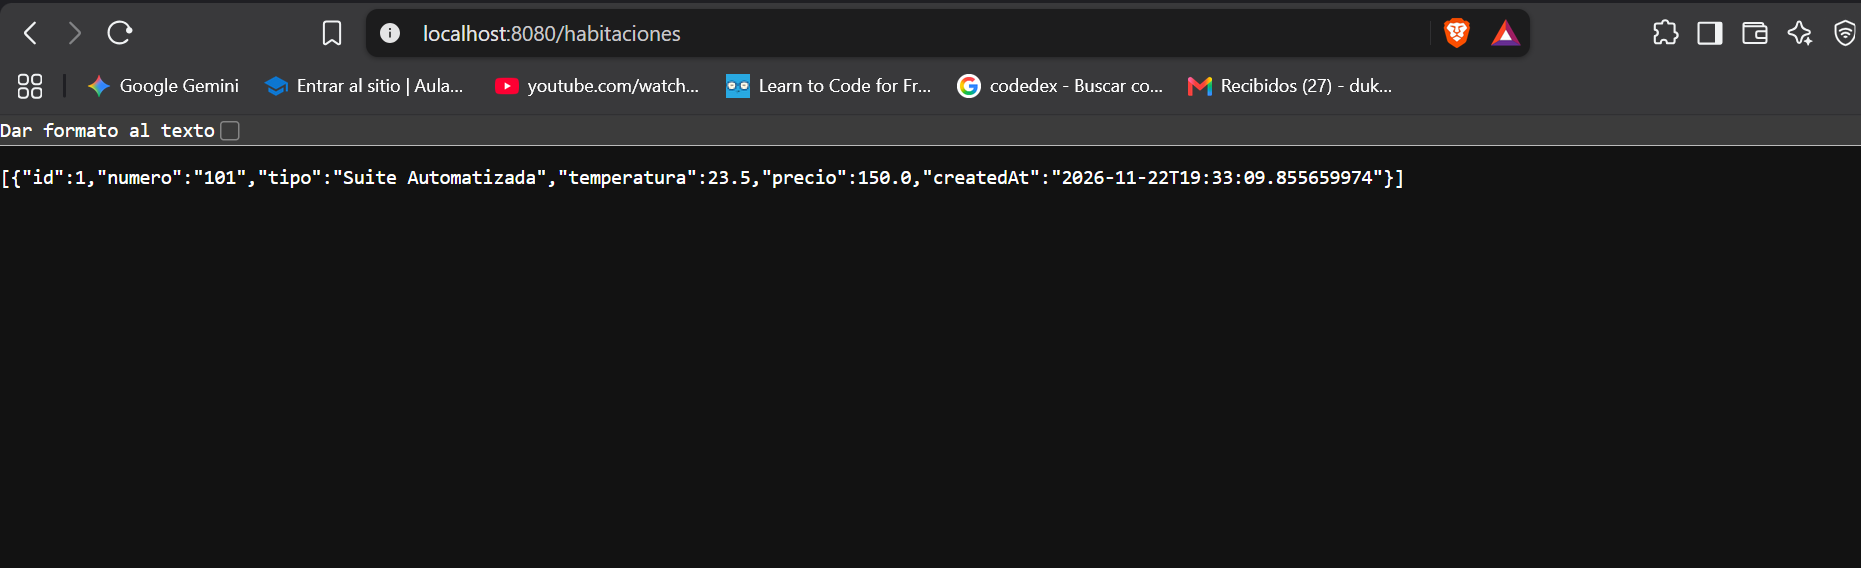 localhost:8080/habitaciones
Google Gemini Entrar al sitio | Aula... youtube.com/watch... Learn to Code for Fr... codedex - Buscar co... Recibidos (27) - duk...
Dar formato al texto
[{"id":1,"numero":"101","tipo":"Suite Automatizada","temperatura":23.5,"precio":150.0,"createdAt":"2026-11-22T19:33:09.855659974"}]